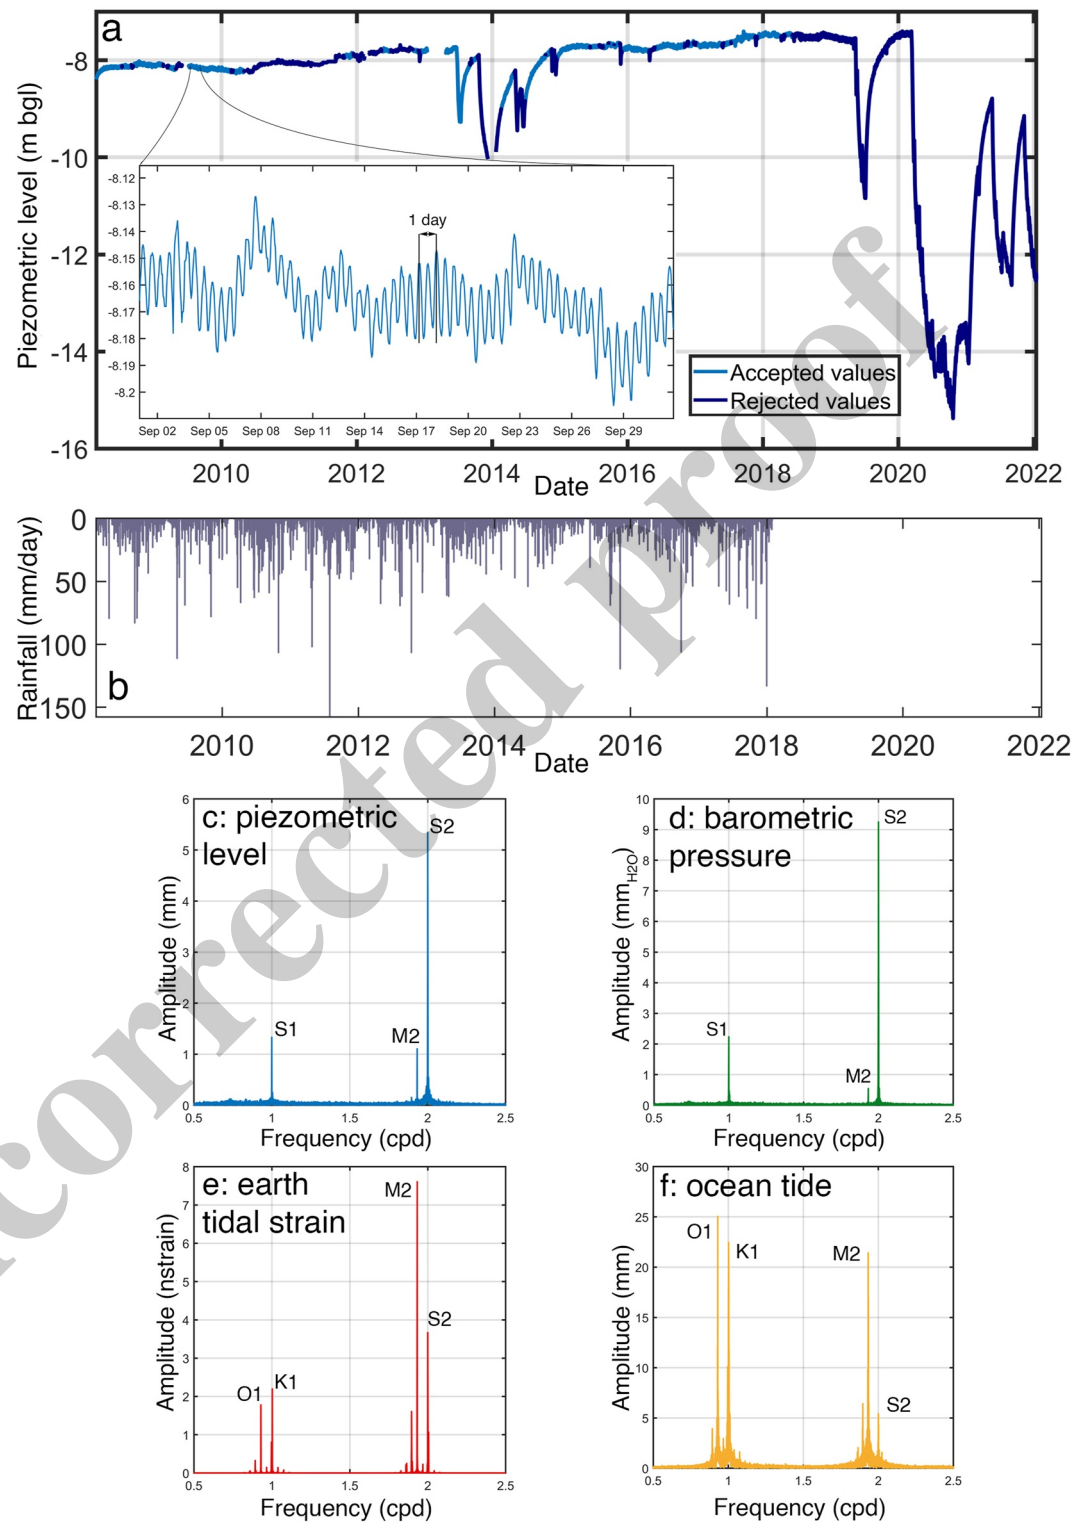 a
Piezometric level (m bgl)
-8
-10
-12
-14
-16
-8.12
-8.13
-8.14
-8.15
-8.16
-8.17
-8.18
-8.19
-8.2
1 day
Sep 02 Sep 05 Sep 08 Sep 11 Sep 14 Sep 17 Sep 20 Sep 23 Sep 26 Sep 29
Accepted values
Rejected values
2010 2012 2014 2016 2018 2020 2022
Date
b
Rainfall (mm/day)
0
50
100
150
2010 2012 2014 2016 2018 2020 2022
Date
c: piezometric
level
Amplitude (mm)
6
5
4
3
2
1
0
S1
M2
S2
0.5 1 1.5 2 2.5
Frequency (cpd)
d: barometric
pressure
Amplitude (mmH2O)
10
9
8
7
6
5
4
3
2
1
0
S1
M2
S2
0.5 1 1.5 2 2.5
Frequency (cpd)
e: earth
tidal strain
Amplitude (nstrain)
8
7
6
5
4
3
2
1
0
O1
K1
M2
S2
0.5 1 1.5 2 2.5
Frequency (cpd)
f: ocean tide
Amplitude (mm)
30
25
20
15
10
5
0
O1
K1
M2
S2
0.5 1 1.5 2 2.5
Frequency (cpd)
corrected proof